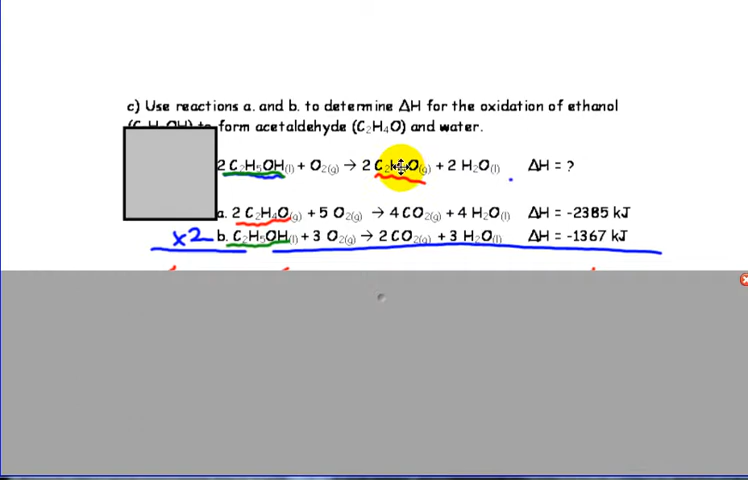 c) Use reactions a. and b. to determine ΔH for the oxidation of ethanol
(C₂H₅OH) to form acetaldehyde (C₂H₄O) and water.
2 C₂H₅OH(l) + O₂(g) → 2 C₂H₄O(g) + 2 H₂O(l) ΔH = ?
a. 2 C₂H₄O(g) + 5 O₂(g) → 4 CO₂(g) + 4 H₂O(l) ΔH = -2385 kJ
x2 b. C₂H₅OH(l) + 3 O₂(g) → 2 CO₂(g) + 3 H₂O(l) ΔH = -1367 kJ